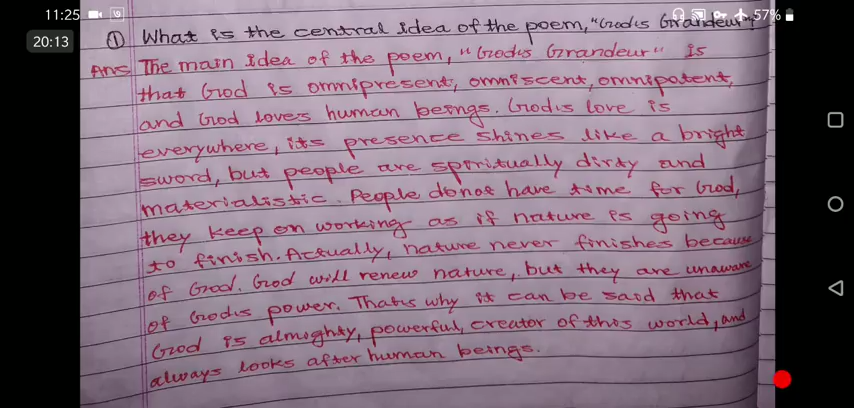 11:25
57%
20:13
① What is the central idea of the poem, "God's Grandeur"?
Ans The main idea of the poem, "God's Grandeur" is
that God is omnipresent, omniscent, omnipotent,
and God loves human beings. God's love is
everywhere, its presence shines like a bright
sword, but people are spiritually dirty and
materialistic. People donot have time for God,
they keep on working as if nature is going
to finish. Actually, nature never finishes because
of God. God will renew nature, but they are unaware
of God's power. That's why it can be said that
God is almighty, powerful, creator of this world, and
always looks after human beings.